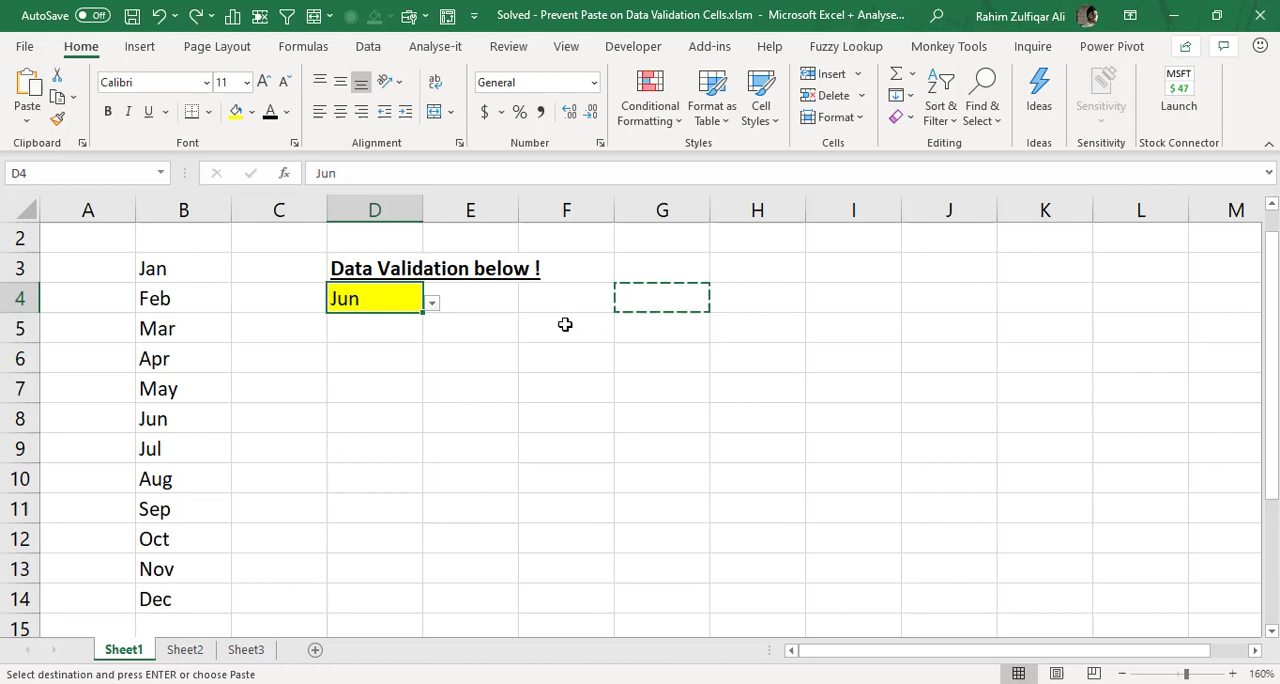 AutoSave Off Solved - Prevent Paste on Data Validation Cells.xlsm - Microsoft Excel + Analyse... Rahim Zulfiqar Ali
File Home Insert Page Layout Formulas Data Analyse-it Review View Developer Add-ins Help Fuzzy Lookup Monkey Tools Inquire Power Pivot
Paste
Calibri 11
B I U
General
$ % ,
Conditional Formatting
Format as Table
Cell Styles
Insert
Delete
Format
Sort & Filter
Find & Select
Ideas
Sensitivity
MSFT
$ 47
Launch
Clipboard Font Alignment Number Styles Cells Editing Ideas Sensitivity Stock Connector
D4 fx Jun
A B C D E F G H I J K L M
2
3 Jan Data Validation below !
4 Feb Jun
5 Mar
6 Apr
7 May
8 Jun
9 Jul
10 Aug
11 Sep
12 Oct
13 Nov
14 Dec
15
Sheet1 Sheet2 Sheet3
Select destination and press ENTER or choose Paste 160%